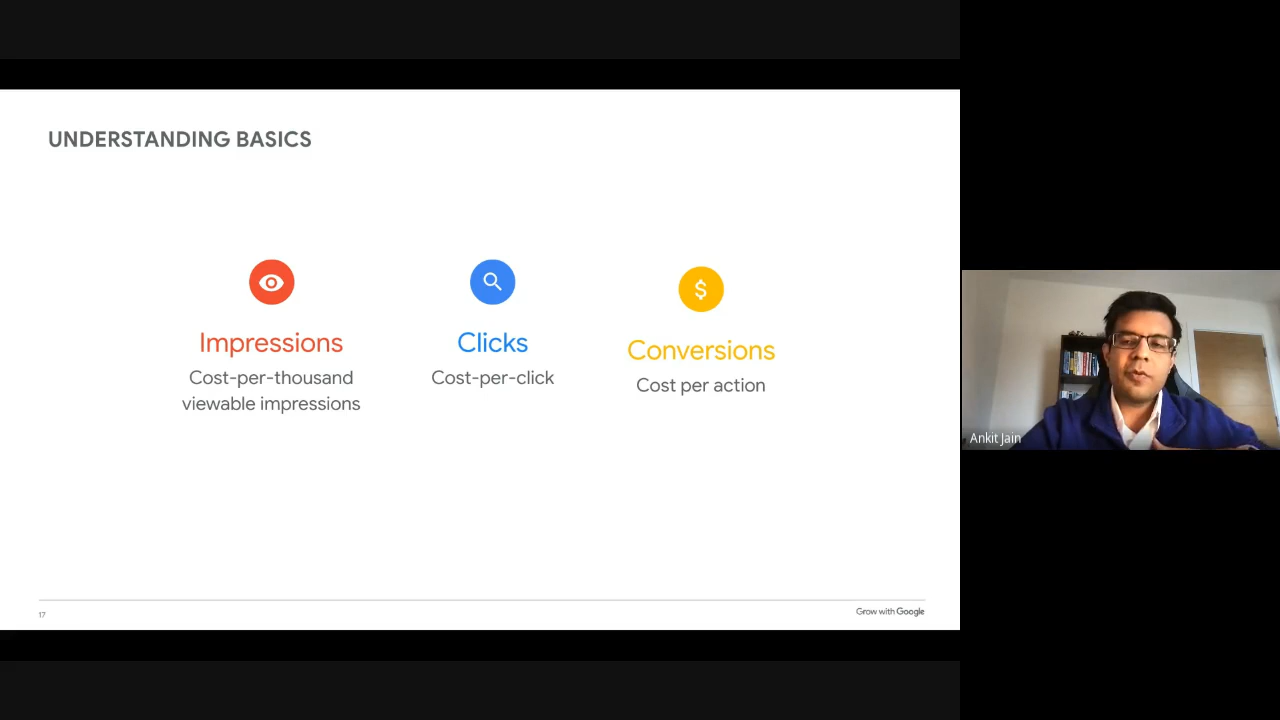 UNDERSTANDING BASICS
Impressions
Cost-per-thousand
viewable impressions
Clicks
Cost-per-click
$
Conversions
Cost per action
17
Grow with Google
Ankit Jain